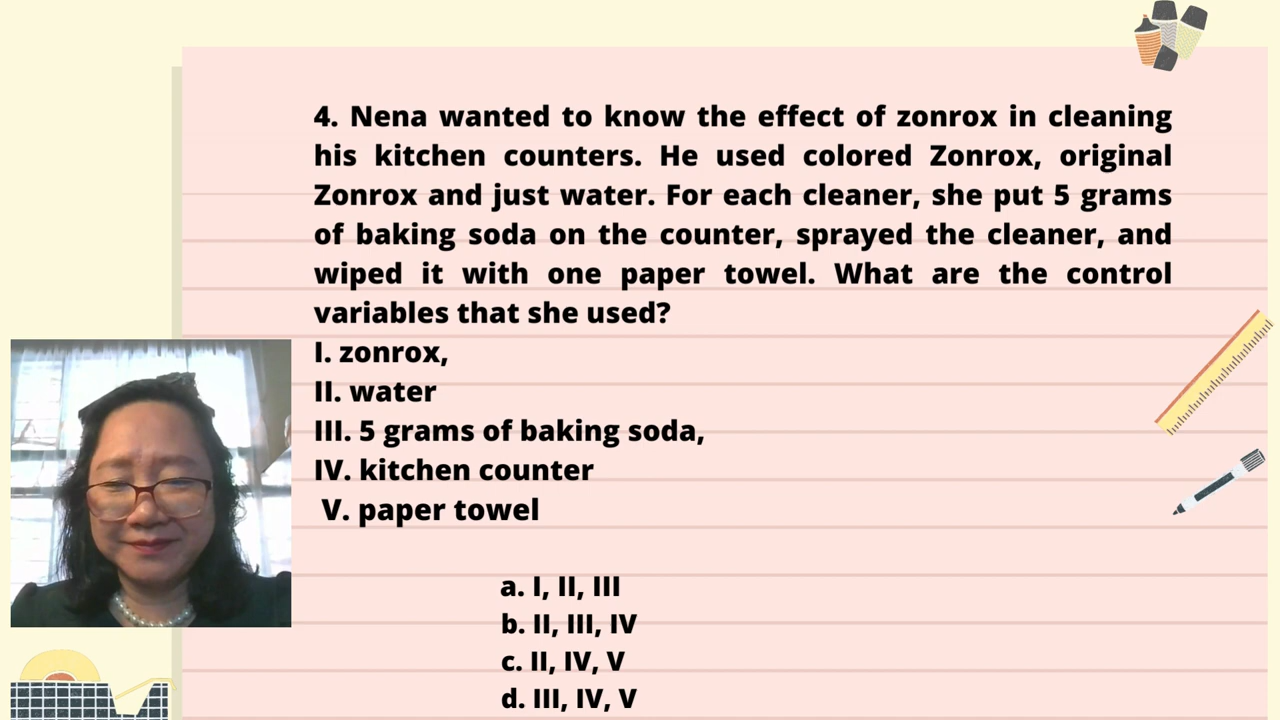 4. Nena wanted to know the effect of zonrox in cleaning
his kitchen counters. He used colored Zonrox, original
Zonrox and just water. For each cleaner, she put 5 grams
of baking soda on the counter, sprayed the cleaner, and
wiped it with one paper towel. What are the control
variables that she used?
I. zonrox,
II. water
III. 5 grams of baking soda,
IV. kitchen counter
V. paper towel
a. I, II, III
b. II, III, IV
c. II, IV, V
d. III, IV, V